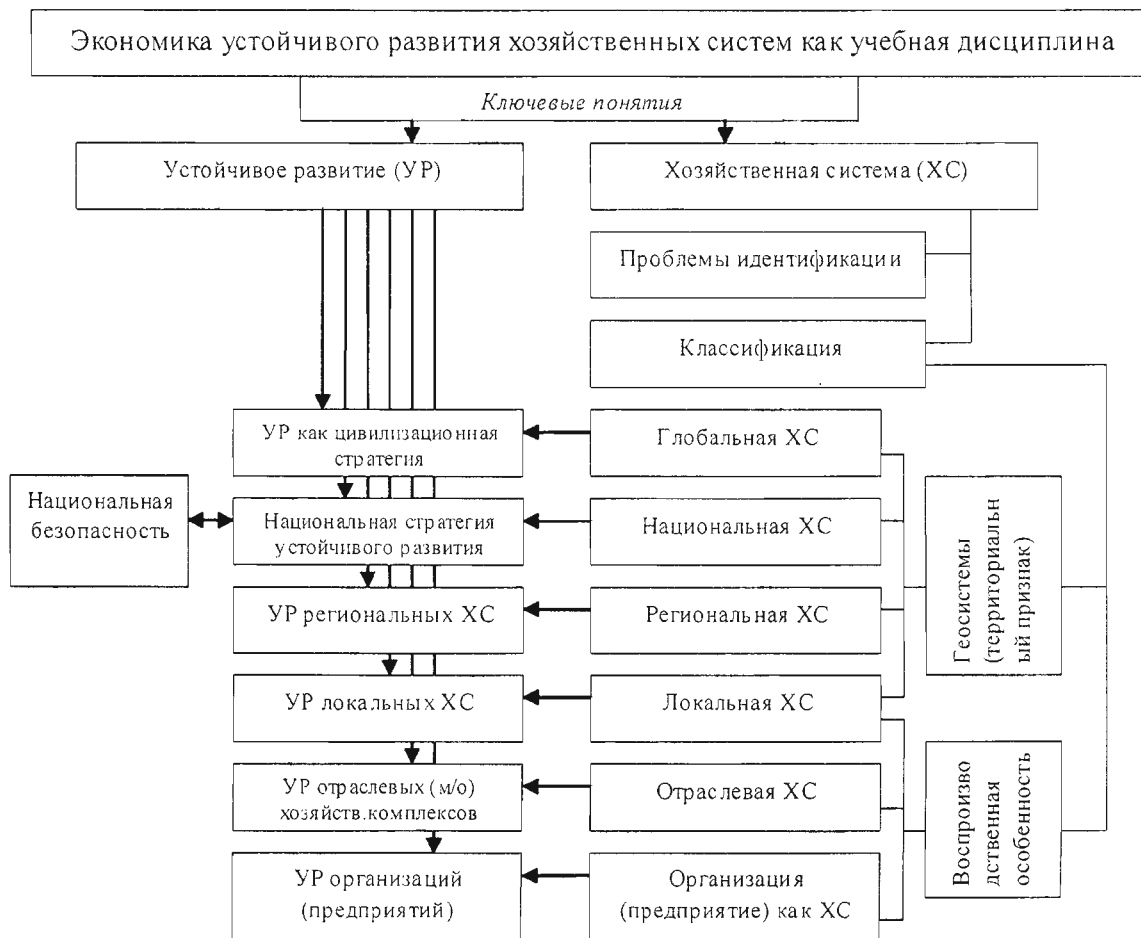 Экономика устойчивого развития хозяйственных систем как учебная дисциплина
Ключевые понятия
Устойчивое развитие (УР)
Хозяйственная система (ХС)
Проблемы идентификации
Классификация
УР как цивилизационная
стратегия
Глобальная ХС
Национальная
безопасность
Национальная стратегия
устойчивого развития
Национальная ХС
Геосистемы
(территориальн
ый признак)
УР региональных ХС
Региональная ХС
УР локальных ХС
Локальная ХС
УР отраслевых (м/о)
хозяйств.комплексов
Отраслевая ХС
Воспроизво
дственная
особенность
УР организаций
(предприятий)
Организация
(предприятие) как ХС